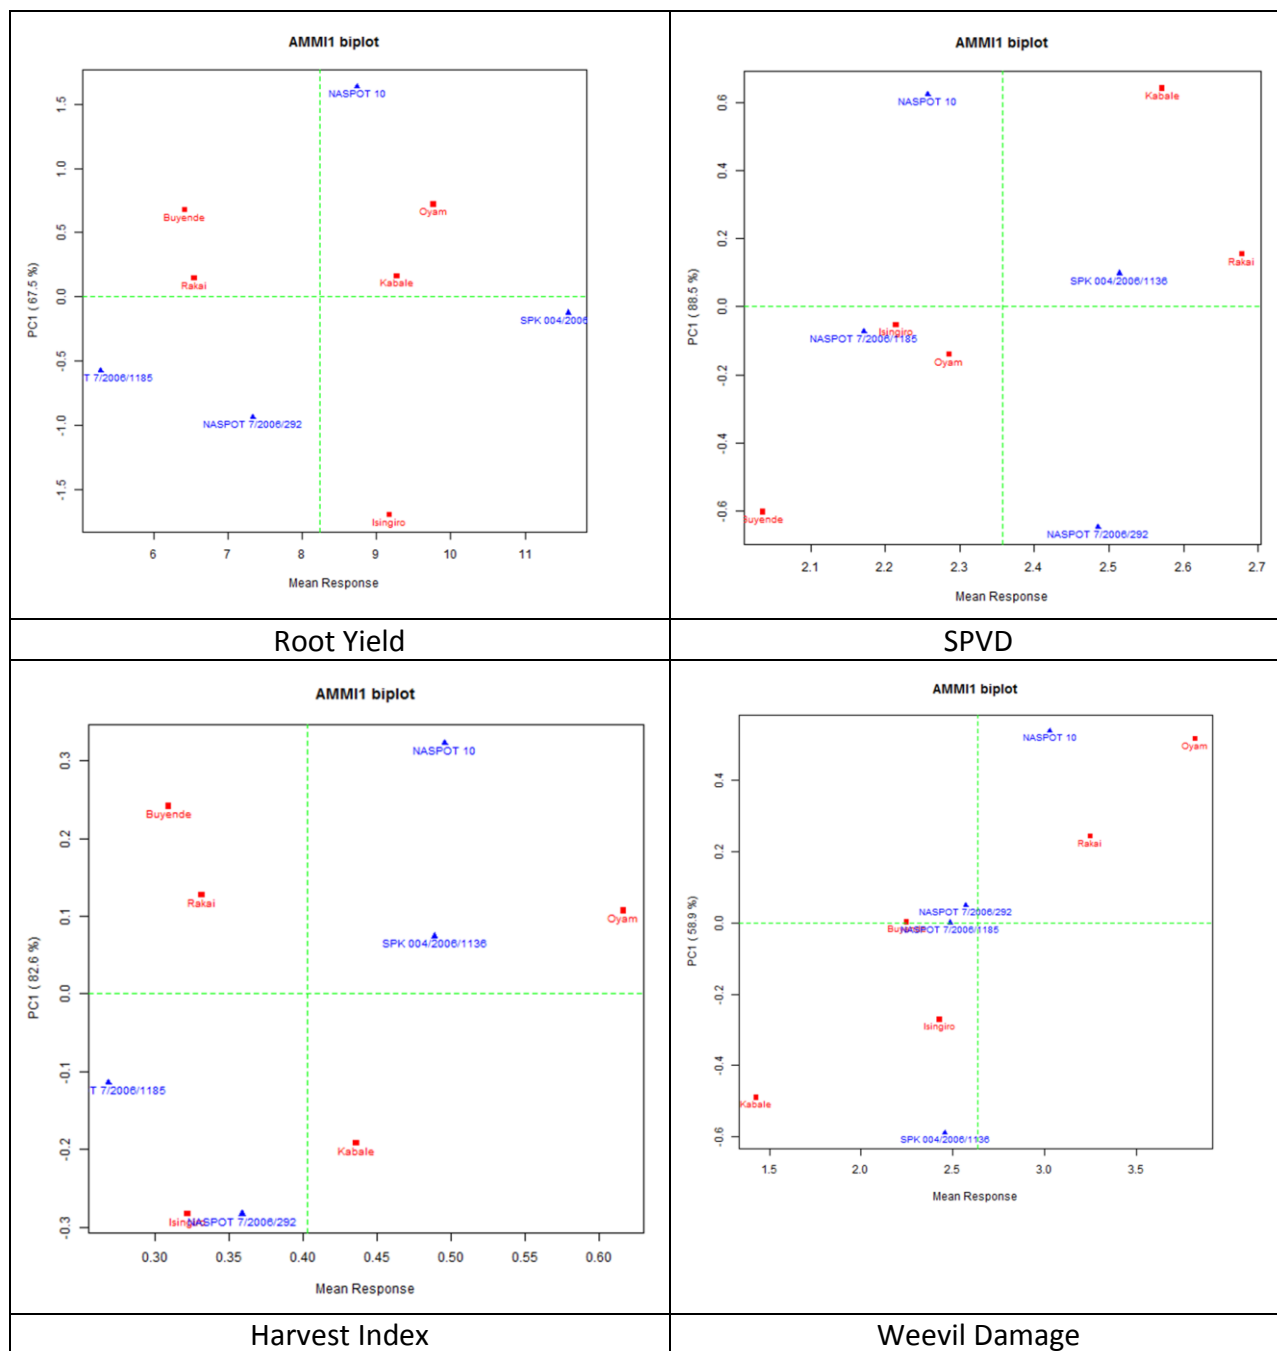 AMMI1 biplot
PC1 ( 67.5 %)
1.5
1.0
0.5
0.0
-0.5
-1.0
-1.5
NASPOT 10
Buyende
Oyam
Rakai
Kabale
SPK 004/2006
T 7/2006/1185
NASPOT 7/2006/292
Isingiro
6 7 8 9 10 11
Mean Response
Root Yield
AMMI1 biplot
PC1 ( 88.5 %)
0.6
0.4
0.2
0.0
-0.2
-0.4
-0.6
Kabale
NASPOT 10
Rakai
SPK 004/2006/1136
Isingiro
NASPOT 7/2006/1185
Oyam
uyende
NASPOT 7/2006/292
2.1 2.2 2.3 2.4 2.5 2.6 2.7
Mean Response
SPVD
AMMI1 biplot
PC1 ( 82.6 %)
0.3
0.2
0.1
0.0
-0.1
-0.2
-0.3
NASPOT 10
Buyende
Rakai
Oyam
SPK 004/2006/1136
T 7/2006/1185
Kabale
Isingiro
NASPOT 7/2006/292
0.30 0.35 0.40 0.45 0.50 0.55 0.60
Mean Response
Harvest Index
AMMI1 biplot
PC1 ( 58.9 %)
0.4
0.2
0.0
-0.2
-0.4
-0.6
NASPOT 10
Oyam
Rakai
NASPOT 7/2006/292
Buyende
NASPOT 7/2006/1185
Isingiro
Kabale
SPK 004/2006/1136
1.5 2.0 2.5 3.0 3.5
Mean Response
Weevil Damage